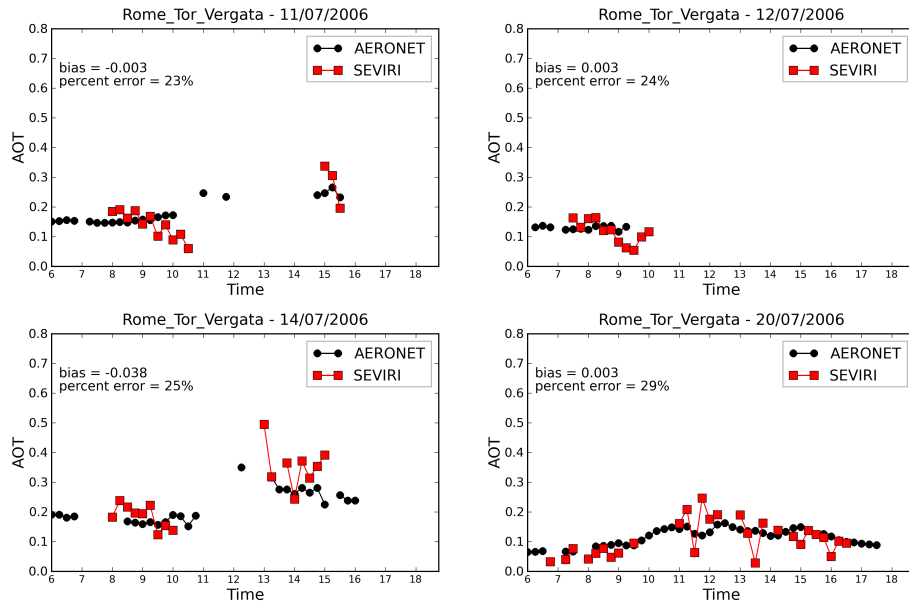 Rome_Tor_Vergata - 11/07/2006
0.8
0.7
0.6
0.5
0.4
0.3
0.2
0.1
0.0
AOT
bias = -0.003
percent error = 23%
AERONET
SEVIRI
6 7 8 9 10 11 12 13 14 15 16 17 18
Time
Rome_Tor_Vergata - 12/07/2006
0.8
0.7
0.6
0.5
0.4
0.3
0.2
0.1
0.0
AOT
bias = 0.003
percent error = 24%
AERONET
SEVIRI
6 7 8 9 10 11 12 13 14 15 16 17 18
Time
Rome_Tor_Vergata - 14/07/2006
0.8
0.7
0.6
0.5
0.4
0.3
0.2
0.1
0.0
AOT
bias = -0.038
percent error = 25%
AERONET
SEVIRI
6 7 8 9 10 11 12 13 14 15 16 17 18
Time
Rome_Tor_Vergata - 20/07/2006
0.8
0.7
0.6
0.5
0.4
0.3
0.2
0.1
0.0
AOT
bias = 0.003
percent error = 29%
AERONET
SEVIRI
6 7 8 9 10 11 12 13 14 15 16 17 18
Time